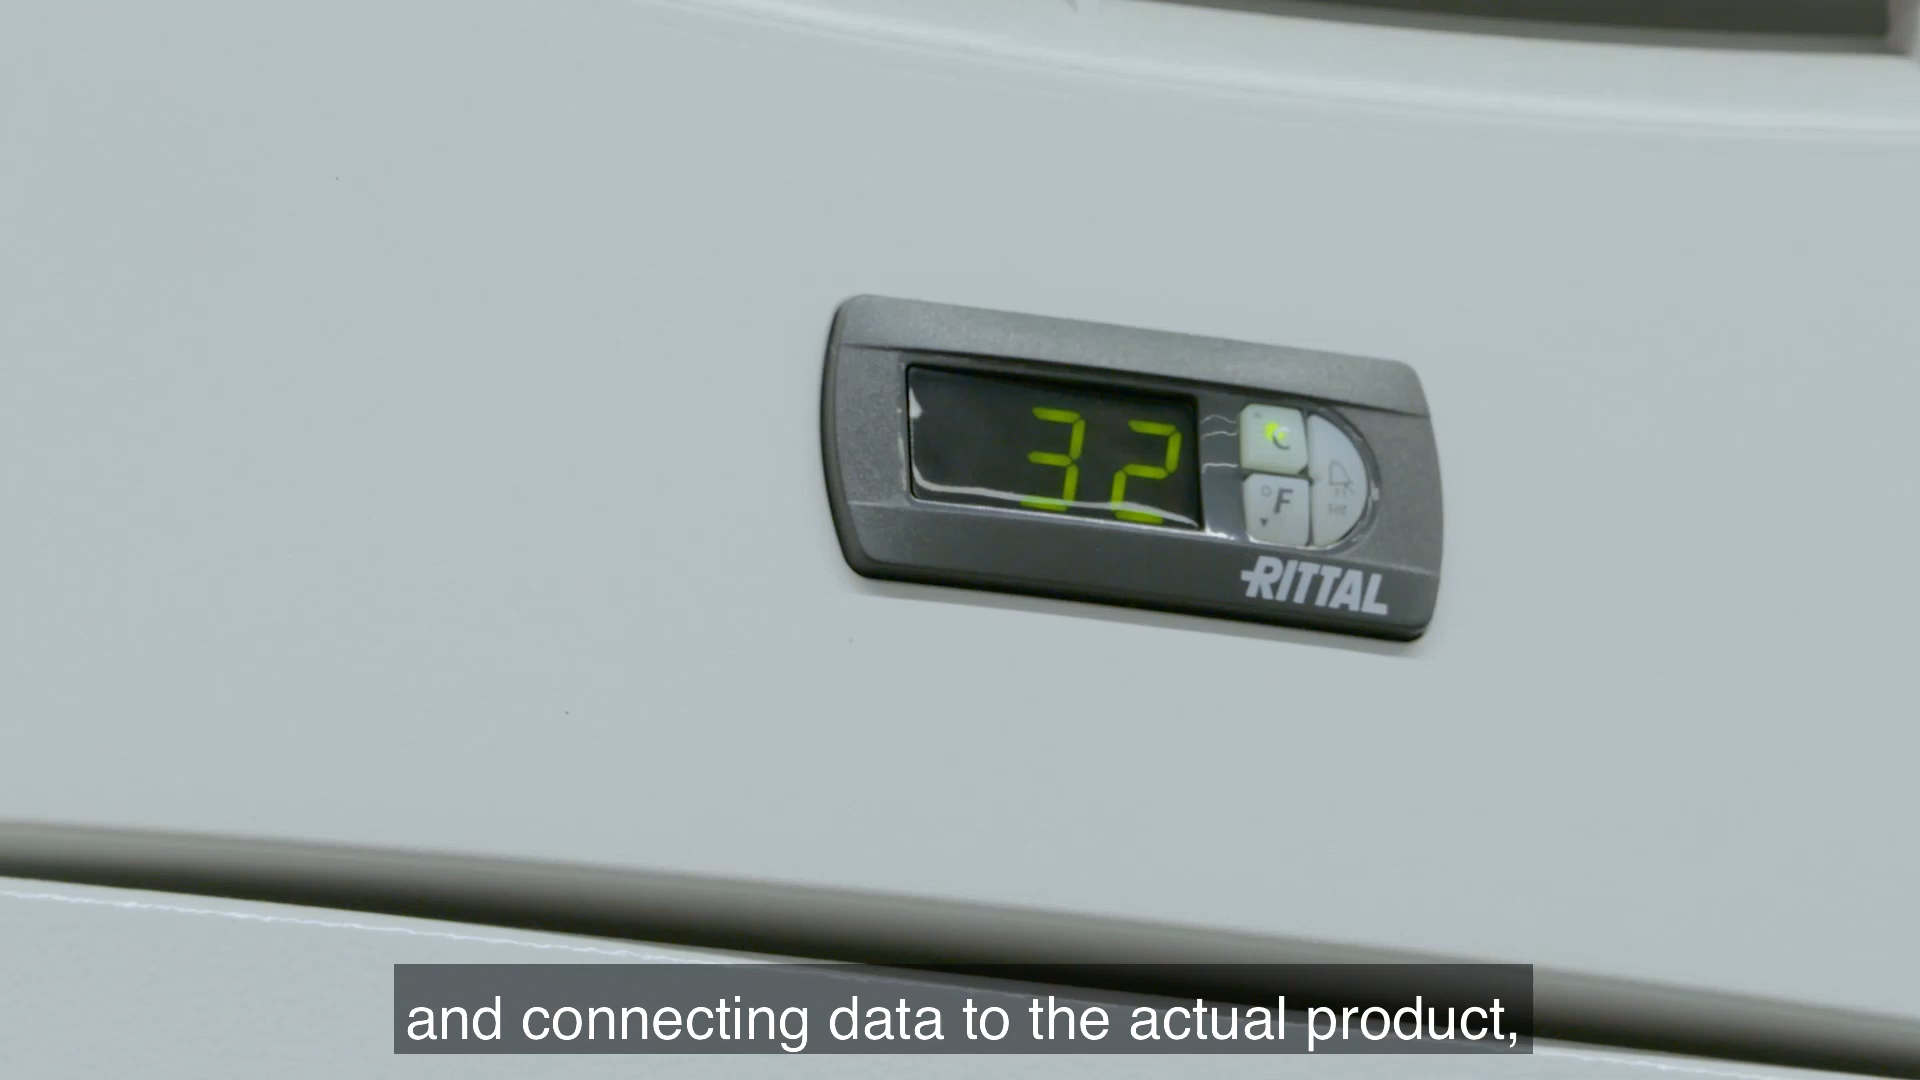 32
°C
°F
RITTAL
and connecting data to the actual product,